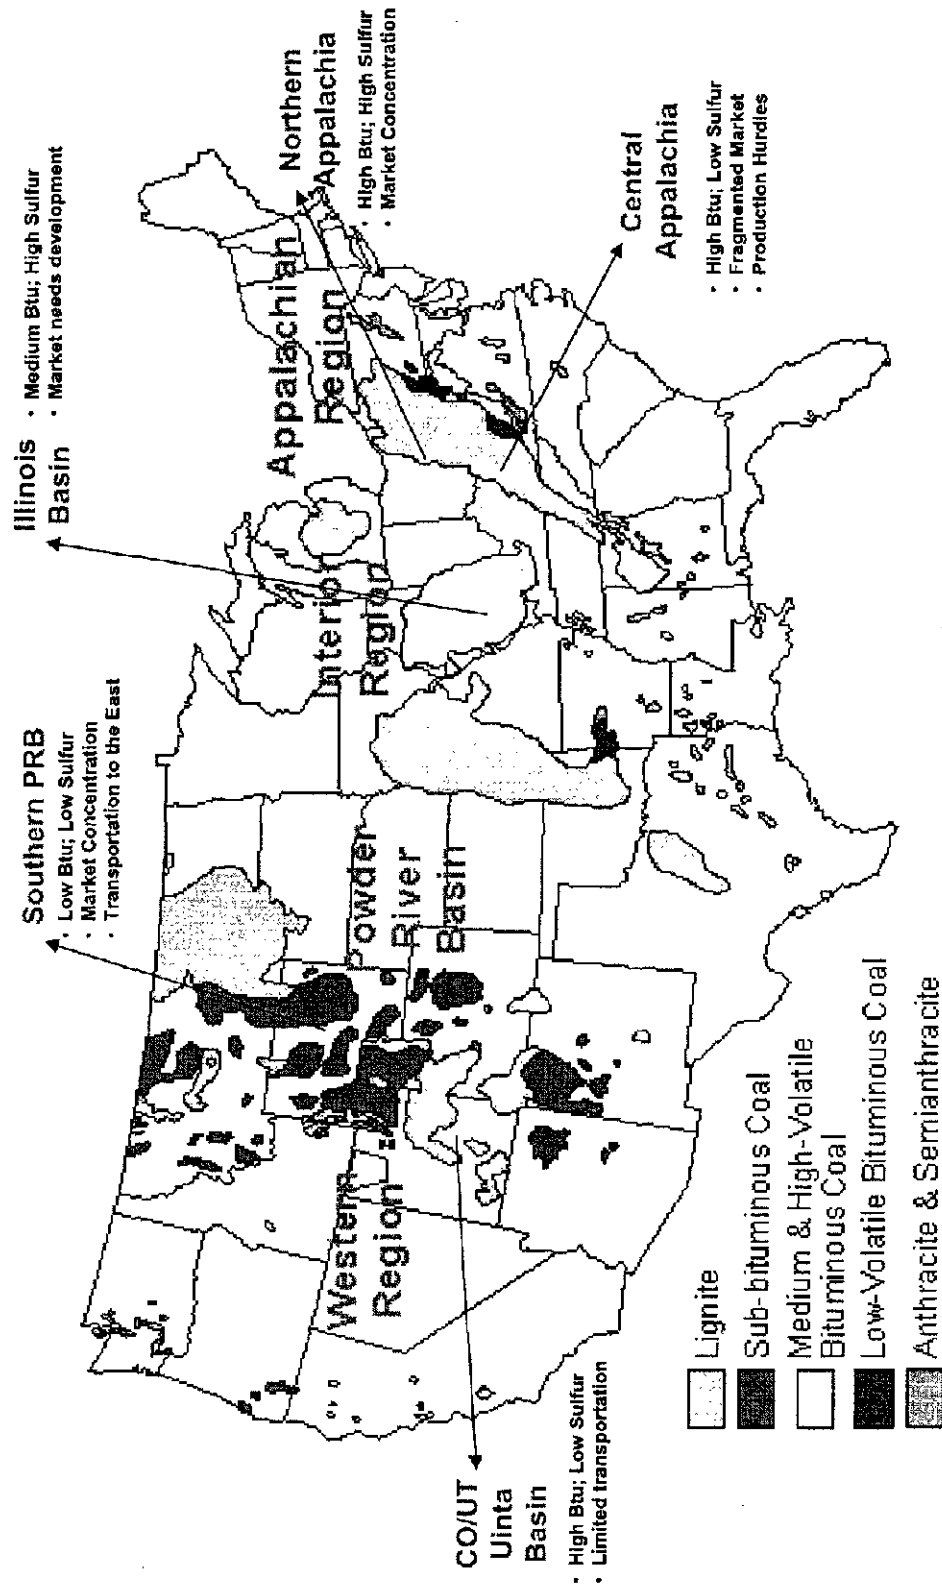 Illinois
Basin
· Medium Btu; High Sulfur
· Market needs development
Southern PRB
· Low Btu; Low Sulfur
· Market Concentration
· Transportation to the East
Northern
Appalachia
· High Btu; High Sulfur
· Market Concentration
Appalachian
Region
Interior
Region
Powder
River
Basin
Western
Region
Central
Appalachia
· High Btu; Low Sulfur
· Fragmented Market
· Production Hurdles
CO/UT
Uinta
Basin
· High Btu; Low Sulfur
· Limited transportation
Lignite
Sub-bituminous Coal
Medium & High-Volatile
Bituminous Coal
Low-Volatile Bituminous Coal
Anthracite & Semianthracite